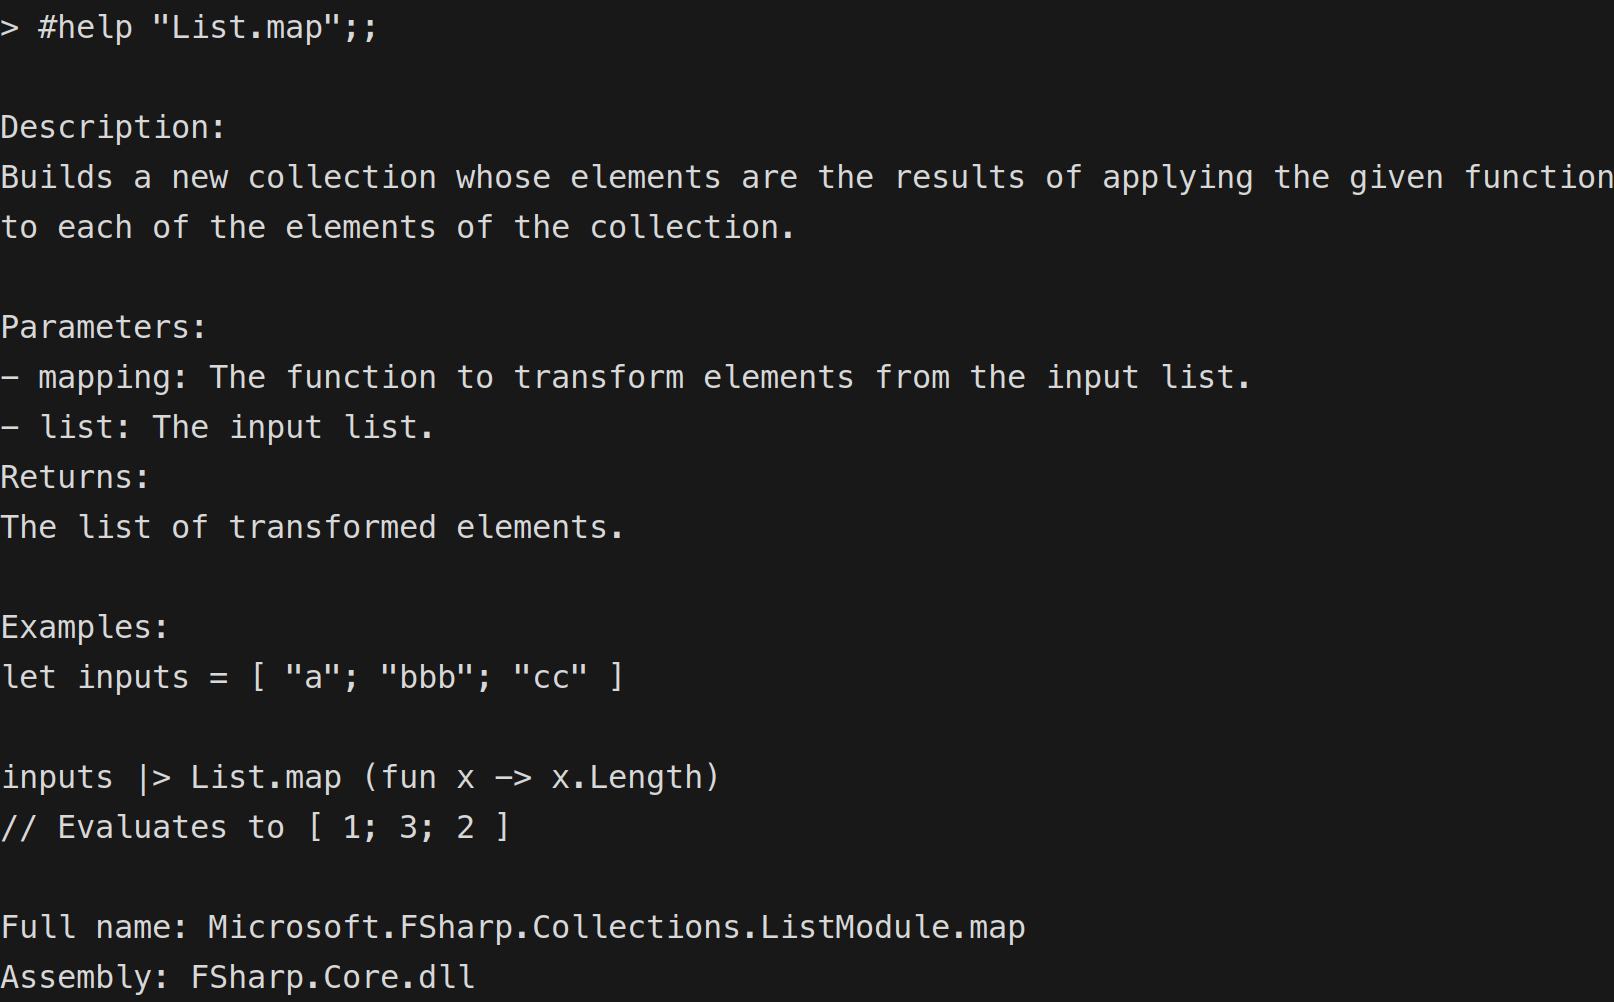 > #help "List.map";;

Description:
Builds a new collection whose elements are the results of applying the given function
to each of the elements of the collection.

Parameters:
- mapping: The function to transform elements from the input list.
- list: The input list.
Returns:
The list of transformed elements.

Examples:
let inputs = [ "a"; "bbb"; "cc" ]

inputs |> List.map (fun x -> x.Length)
// Evaluates to [ 1; 3; 2 ]

Full name: Microsoft.FSharp.Collections.ListModule.map
Assembly: FSharp.Core.dll